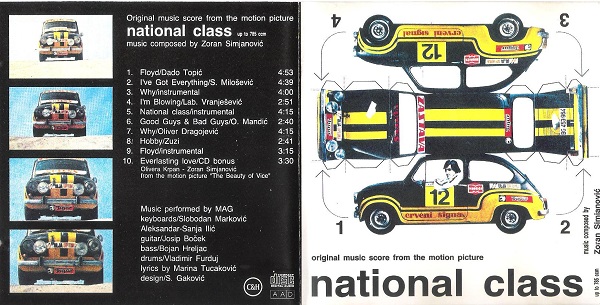 Original music score from the motion picture
national class up to 785 ccm
music composed by Zoran Simjanović
1. Floyd/Dado Topić 4:53
2. I've Got Everything/S. Milošević 4:39
3. Why/instrumental 4:00
4. I'm Blowing/Lab. Vranješević 2:51
5. National class/instrumental 4:15
6. Good Guys & Bad Guys/O. Mandić 2:40
7. Why/Oliver Dragojević 4:15
8. Hobby/Zuzi 2:41
9. Floyd/instrumental 3:15
10. Everlasting love/CD bonus 3:30
Olivera Krpan - Zoran Simjanović
from the motion picture "The Beauty of Vice"
Music performed by MAG
keyboards/Slobodan Marković
Aleksandar-Sanja Ilić
guitar/Josip Boček
bass/Bojan Hreljac
drums/Vladimir Furduj
lyrics by Marina Tucaković
design/S. Gaković
C&H
COMPACT
disc
DIGITAL AUDIO
AAD
4
3
crveni signal
12
ZASTAVA
12
crveni signal
1
2
original music score from the motion picture
national class
up to 785 ccm
music composed by Zoran Simjanović